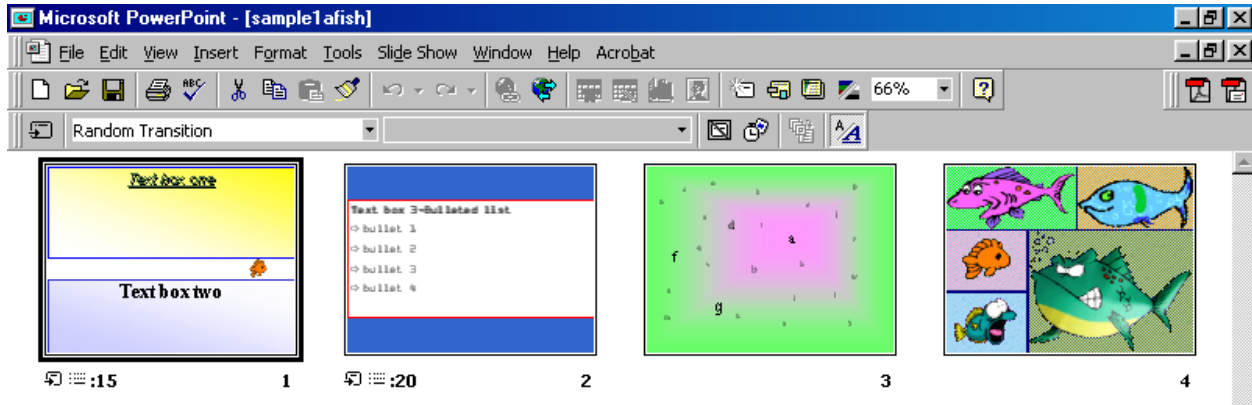 Microsoft PowerPoint - [sample1afish]
File Edit View Insert Format Tools Slide Show Window Help Acrobat
ABC 66%
Random Transition
Text box one
Text box two
Text box 3-Bulleted list
⇨ bullet 1
⇨ bullet 2
⇨ bullet 3
⇨ bullet 4
d
a
f
b
g
:15 1
:20 2
3
4